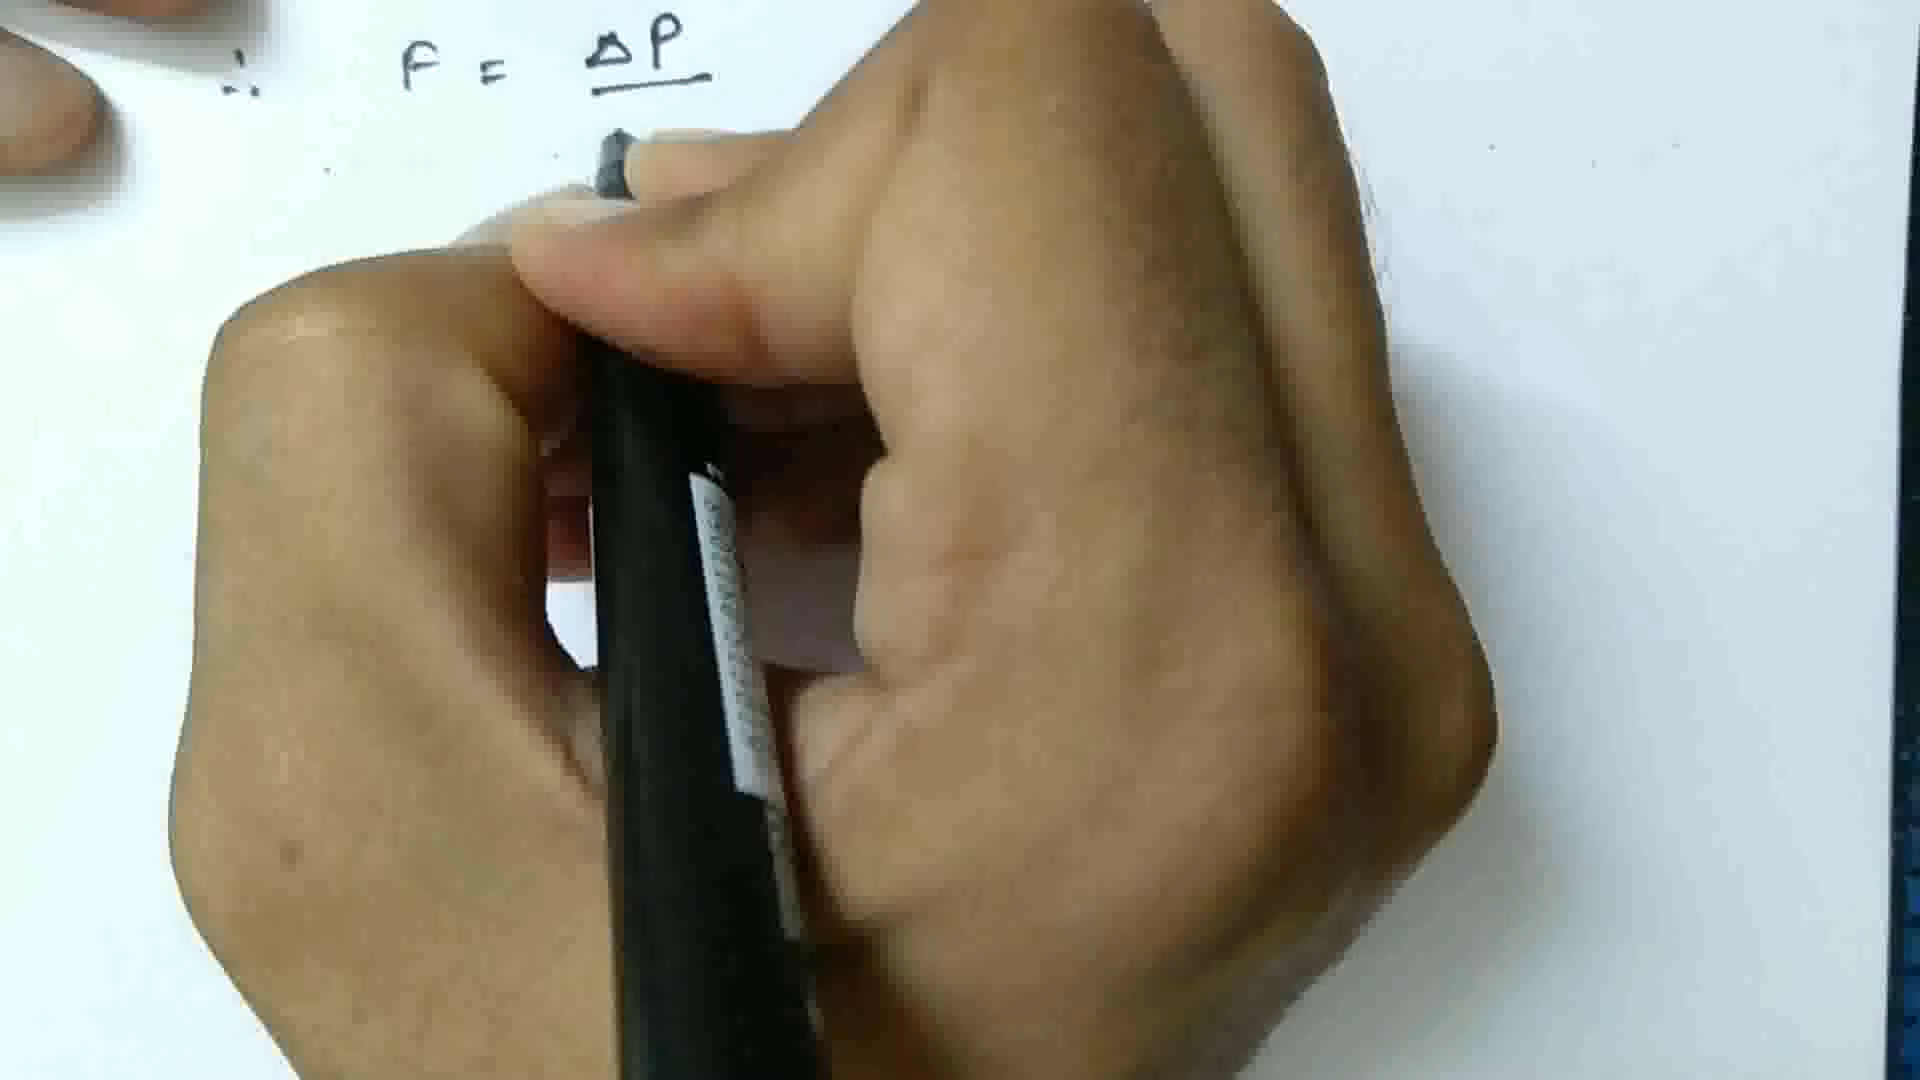 ∴ F = ΔP